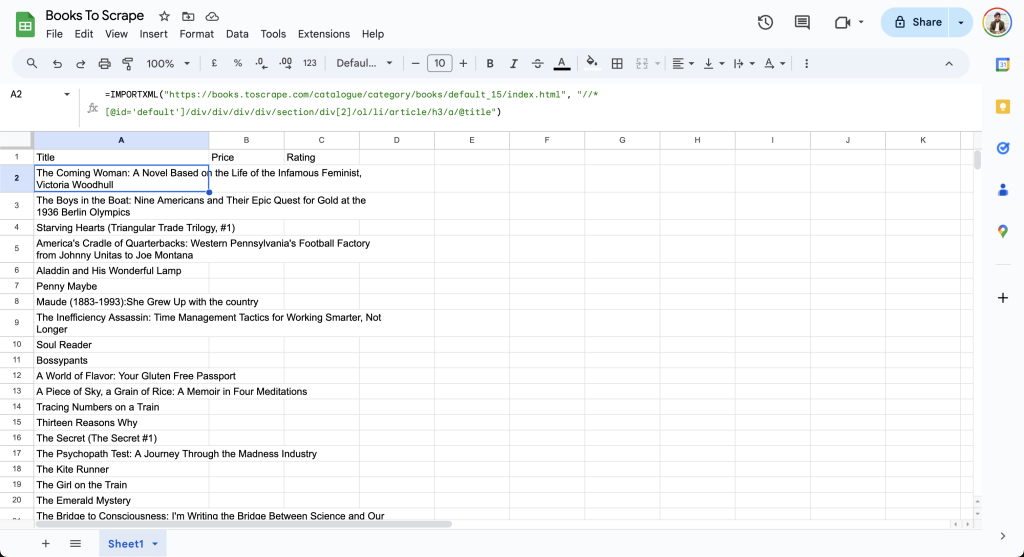 Books To Scrape
File Edit View Insert Format Data Tools Extensions Help
Share
100% £ % .0 .00 123 Defaul... − 10 + B I A
A2
=IMPORTXML("https://books.toscrape.com/catalogue/category/books/default_15/index.html", "//*
[@id='default']/div/div/div/div/section/div[2]/ol/li/article/h3/a/@title")
fx
A B C D E F G H I J K
1 Title Price Rating
2 The Coming Woman: A Novel Based on the Life of the Infamous Feminist,
Victoria Woodhull
3 The Boys in the Boat: Nine Americans and Their Epic Quest for Gold at the
1936 Berlin Olympics
4 Starving Hearts (Triangular Trade Trilogy, #1)
5 America's Cradle of Quarterbacks: Western Pennsylvania's Football Factory
from Johnny Unitas to Joe Montana
6 Aladdin and His Wonderful Lamp
7 Penny Maybe
8 Maude (1883-1993):She Grew Up with the country
9 The Inefficiency Assassin: Time Management Tactics for Working Smarter, Not
Longer
10 Soul Reader
11 Bossypants
12 A World of Flavor: Your Gluten Free Passport
13 A Piece of Sky, a Grain of Rice: A Memoir in Four Meditations
14 Tracing Numbers on a Train
15 Thirteen Reasons Why
16 The Secret (The Secret #1)
17 The Psychopath Test: A Journey Through the Madness Industry
18 The Kite Runner
19 The Girl on the Train
20 The Emerald Mystery
The Bridge to Consciousness: I'm Writing the Bridge Between Science and Our
Sheet1
31